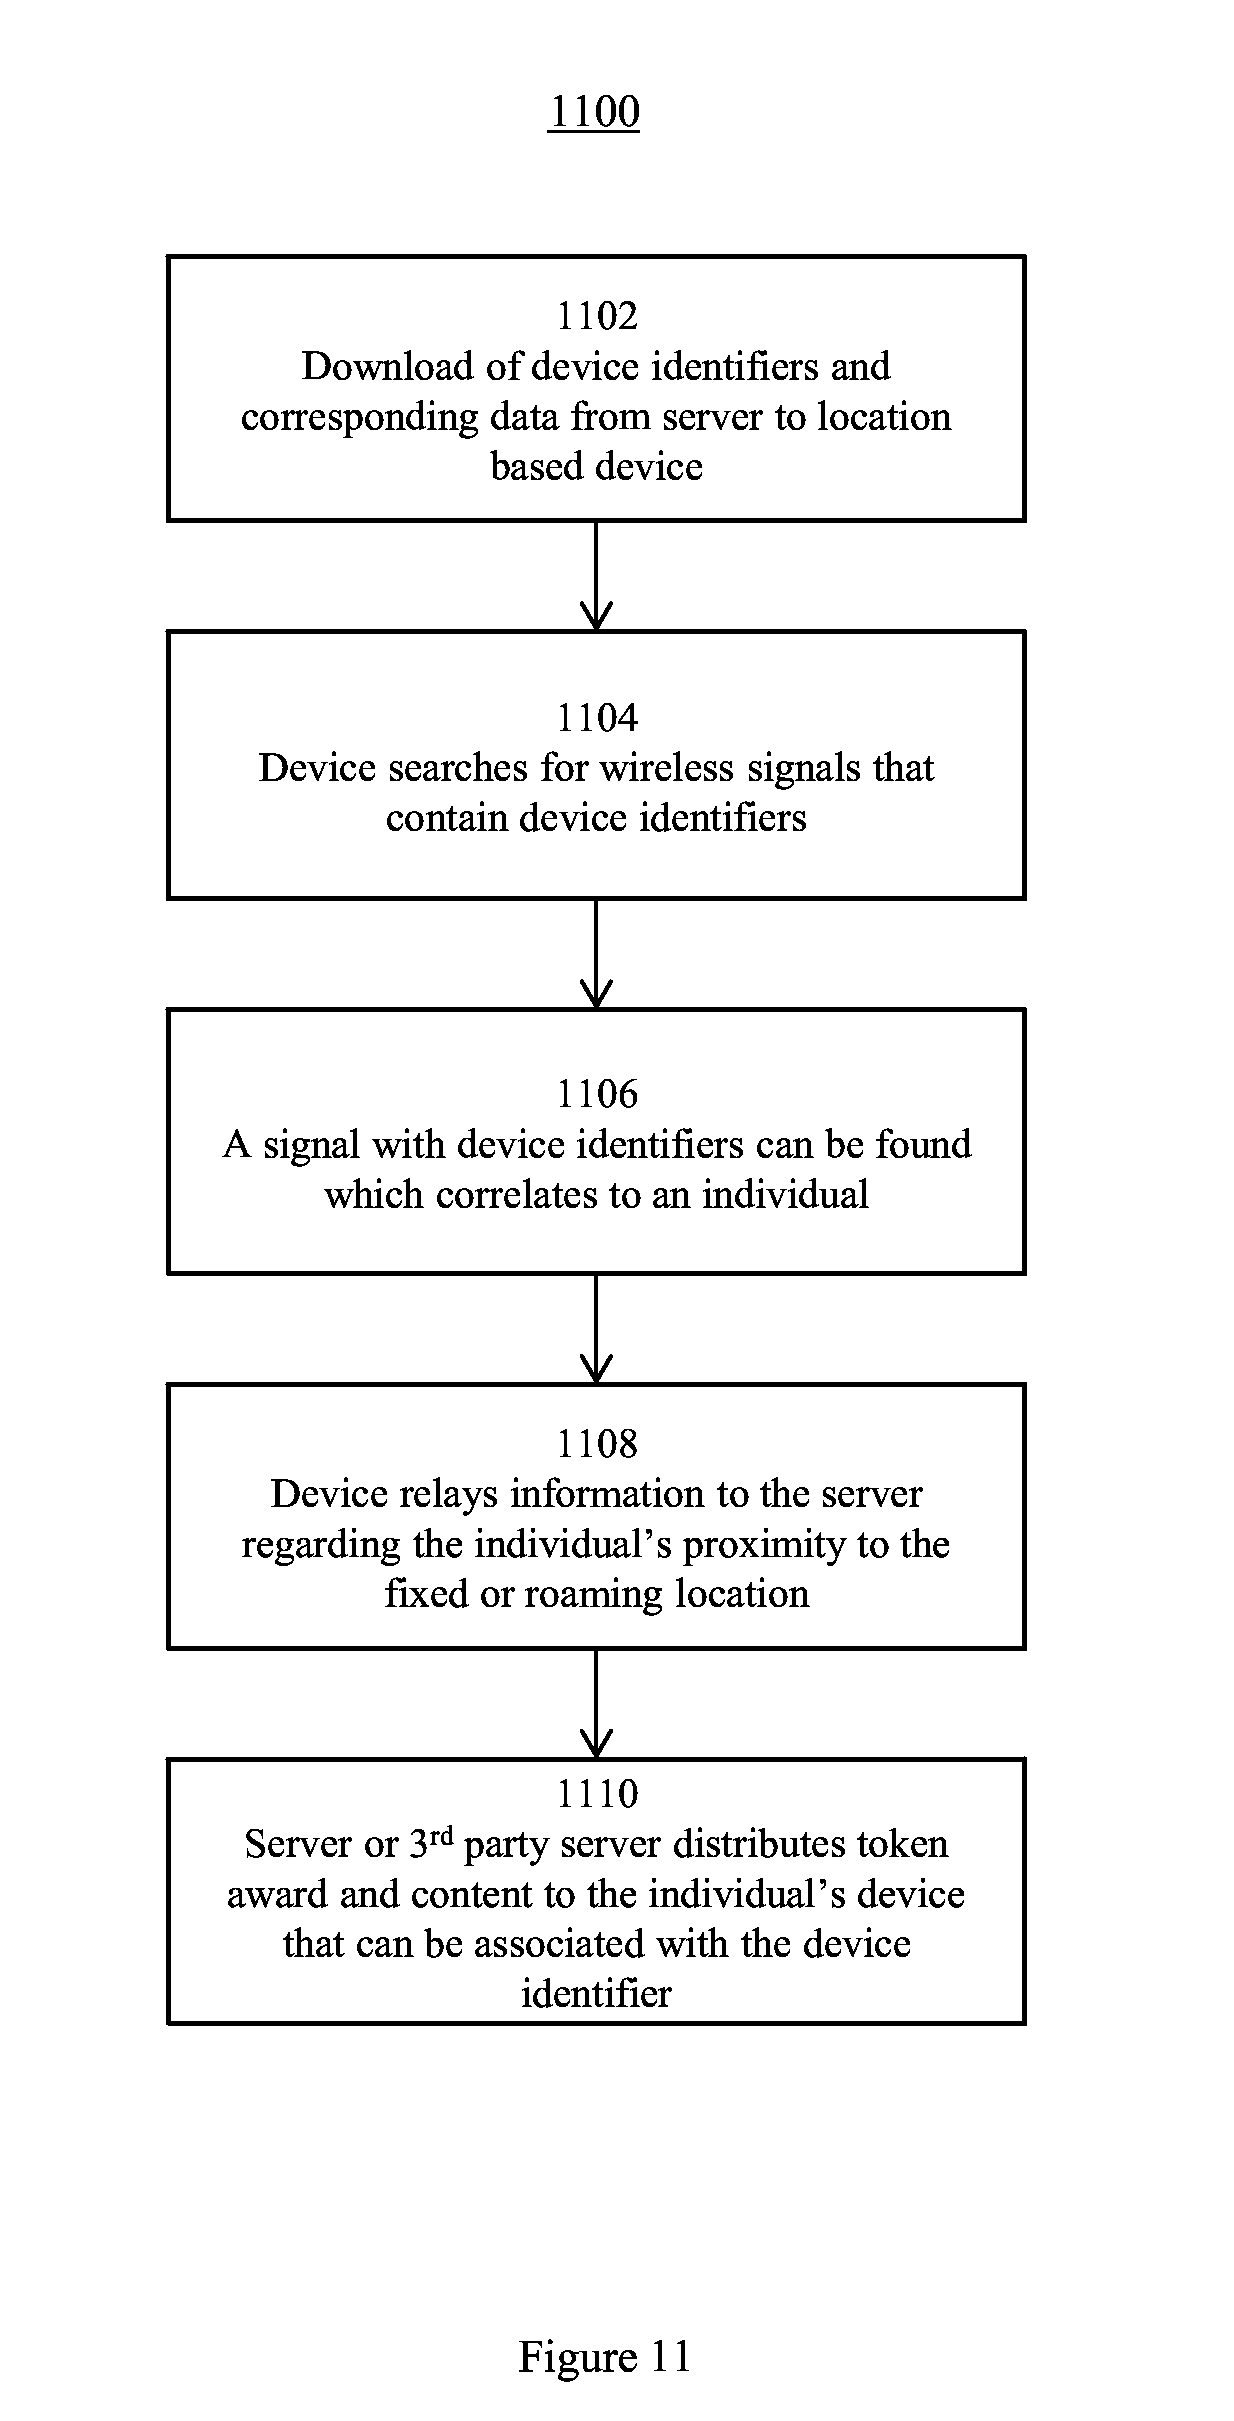 1100
1102
Download of device identifiers and
corresponding data from server to location
based device
1104
Device searches for wireless signals that
contain device identifiers
1106
A signal with device identifiers can be found
which correlates to an individual
1108
Device relays information to the server
regarding the individual’s proximity to the
fixed or roaming location
1110
Server or 3rd party server distributes token
award and content to the individual’s device
that can be associated with the device
identifier
Figure 11